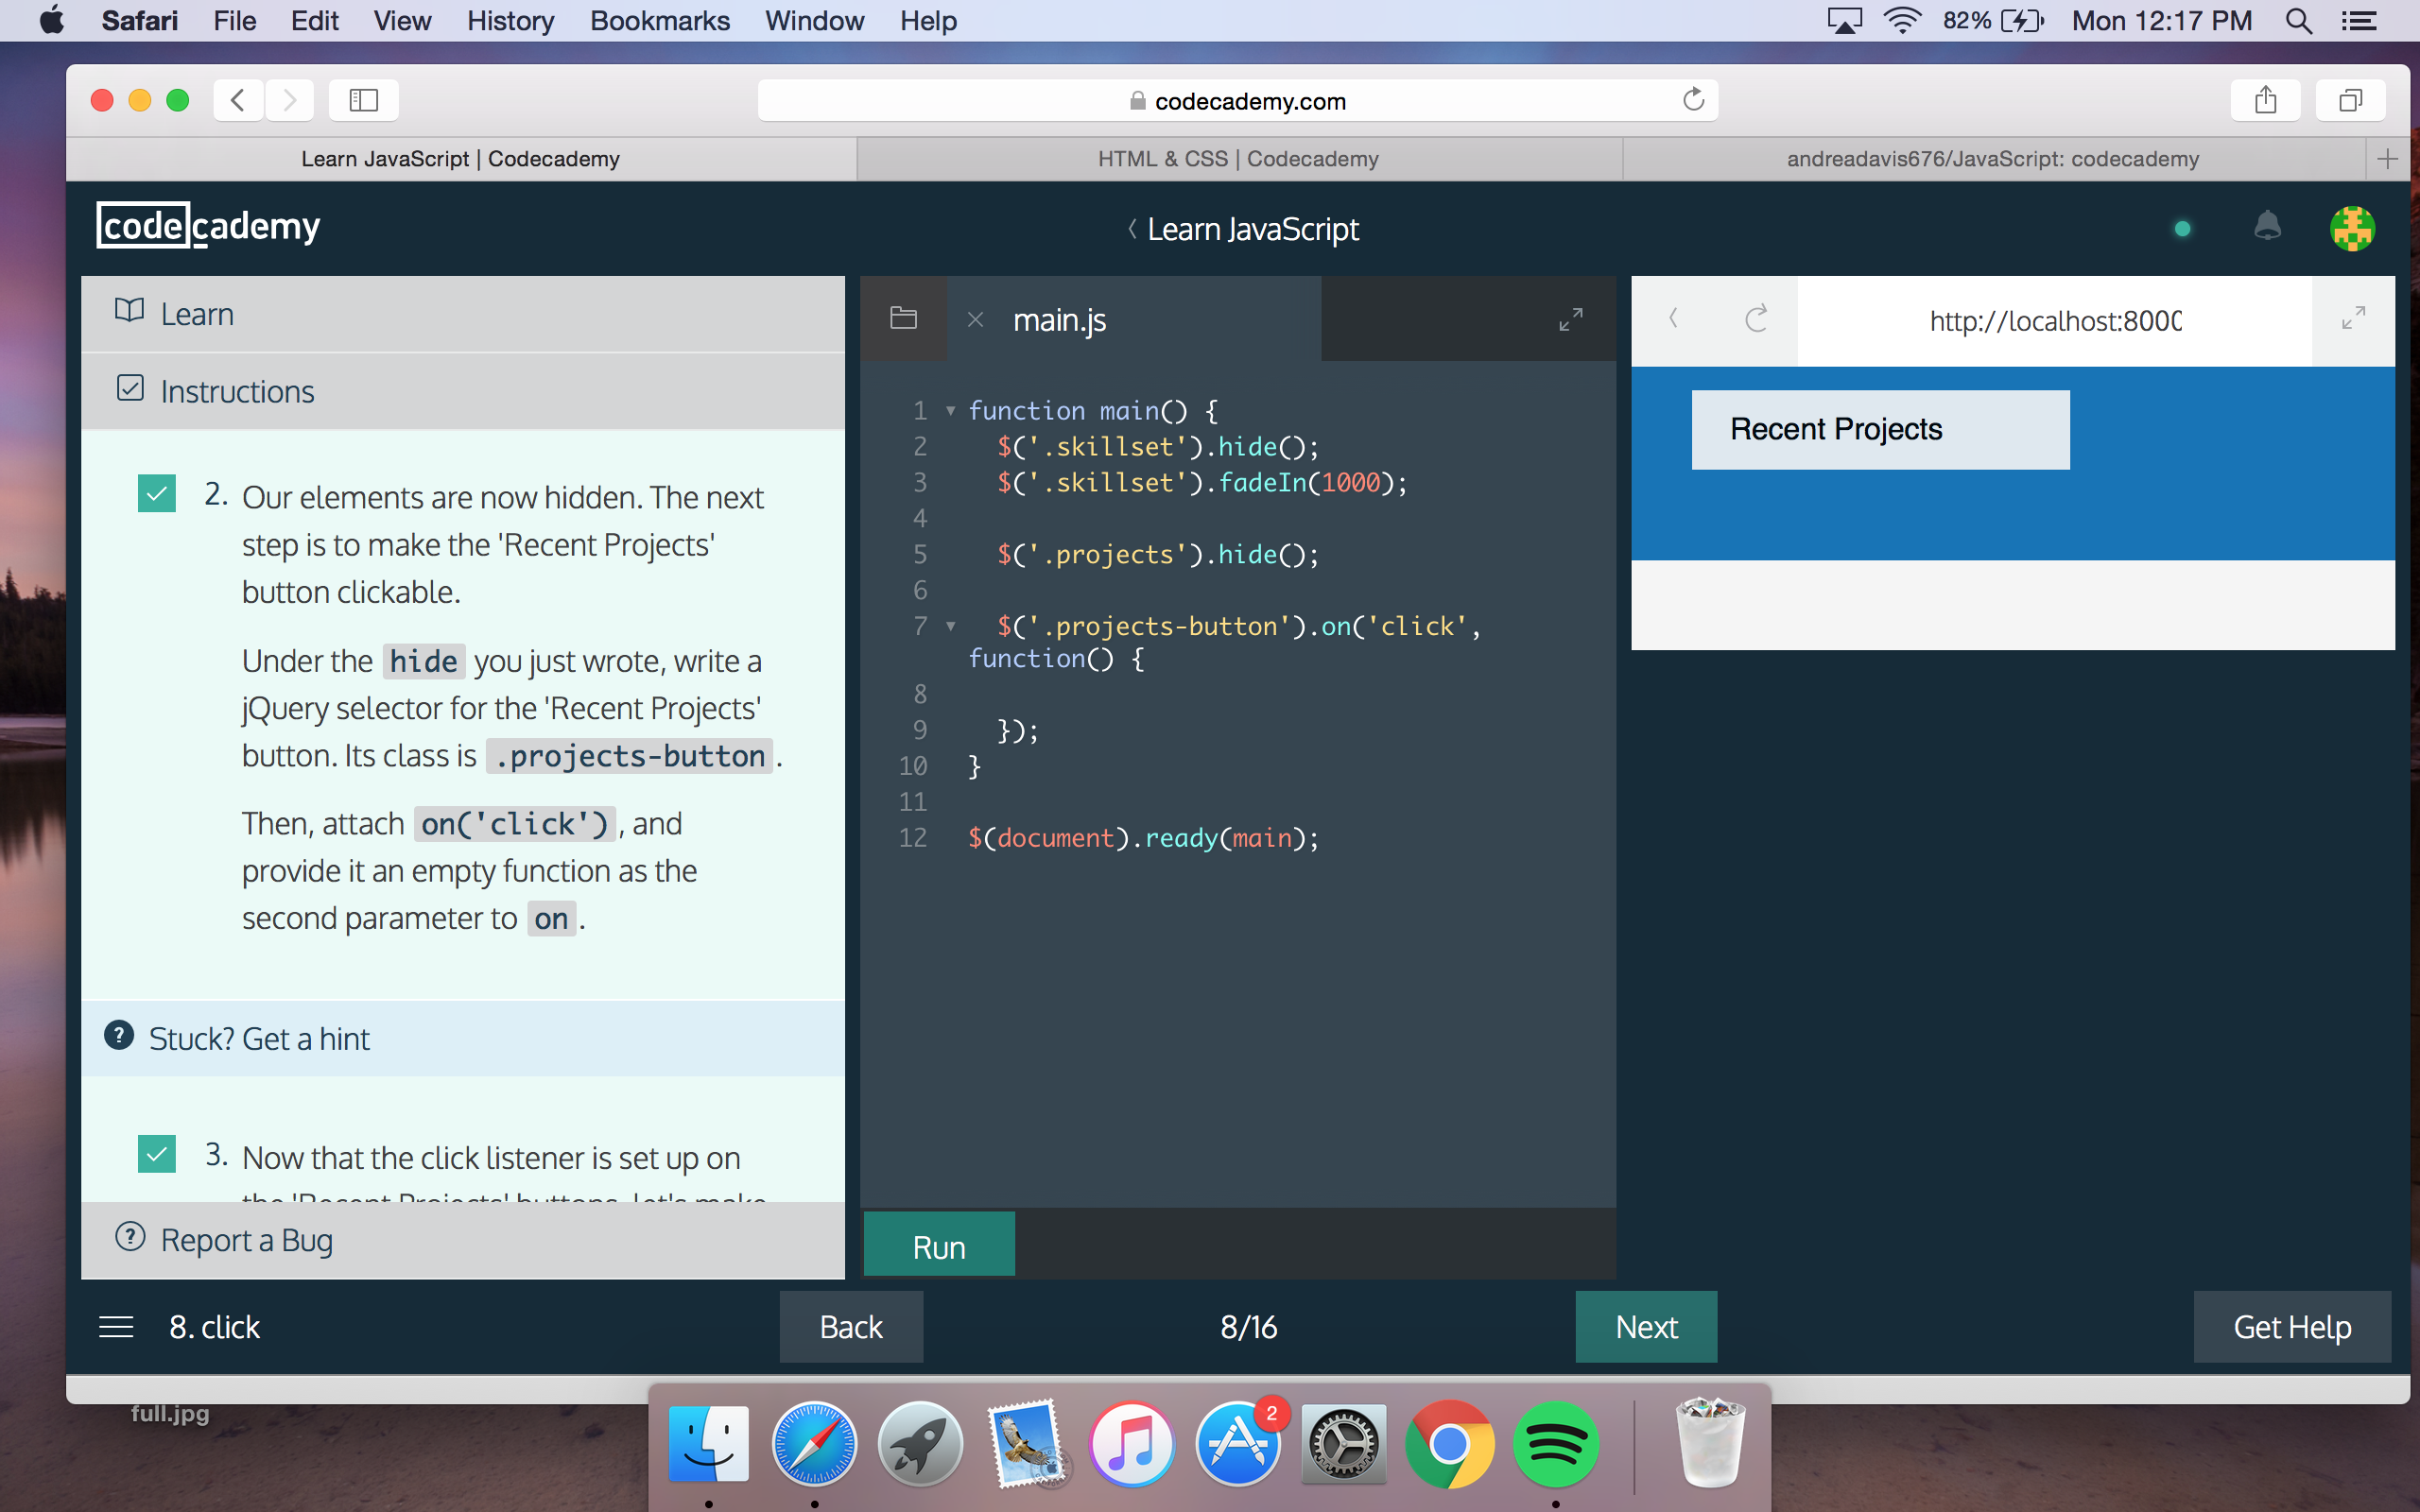 Safari File Edit View History Bookmarks Window Help 82% Mon 12:17 PM
codecademy.com
Learn JavaScript | Codecademy
HTML & CSS | Codecademy
andreadavis676/JavaScript: codecademy
codecademy
Learn JavaScript
Learn
Instructions
2. Our elements are now hidden. The next
step is to make the 'Recent Projects'
button clickable.
Under the hide you just wrote, write a
jQuery selector for the 'Recent Projects'
button. Its class is .projects-button.
Then, attach on('click'), and
provide it an empty function as the
second parameter to on.
? Stuck? Get a hint
3. Now that the click listener is set up on
the 'Recent Projects' buttons, let's make
? Report a Bug
main.js
1 function main() {
2 $('.skillset').hide();
3 $('.skillset').fadeIn(1000);
4
5 $('.projects').hide();
6
7 $('.projects-button').on('click',
function() {
8
9 });
10 }
11
12 $(document).ready(main);
Run
http://localhost:8000
Recent Projects
8. click
Back
8/16
Next
Get Help
full.jpg
2